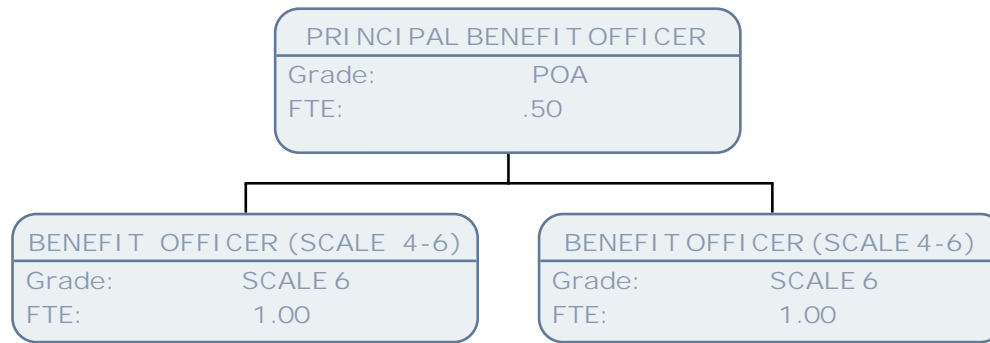 PRINCIPAL BENEFIT OFFICER
Grade: POA
FTE: .50
BENEFIT OFFICER (SCALE 4-6)
Grade: SCALE 6
FTE: 1.00
BENEFIT OFFICER (SCALE 4-6)
Grade: SCALE 6
FTE: 1.00